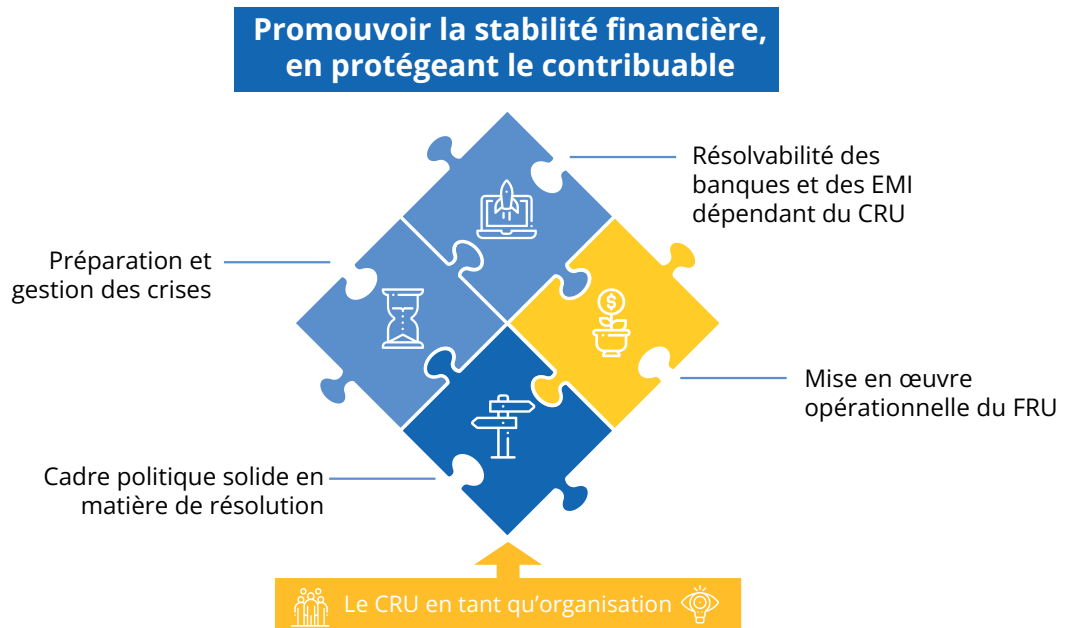 Promouvoir la stabilité financière,
en protégeant le contribuable
Résolvabilité des
banques et des EMI
dépendant du CRU
Préparation et
gestion des crises
$
Mise en œuvre
opérationnelle du FRU
Cadre politique solide en
matière de résolution
Le CRU en tant qu’organisation